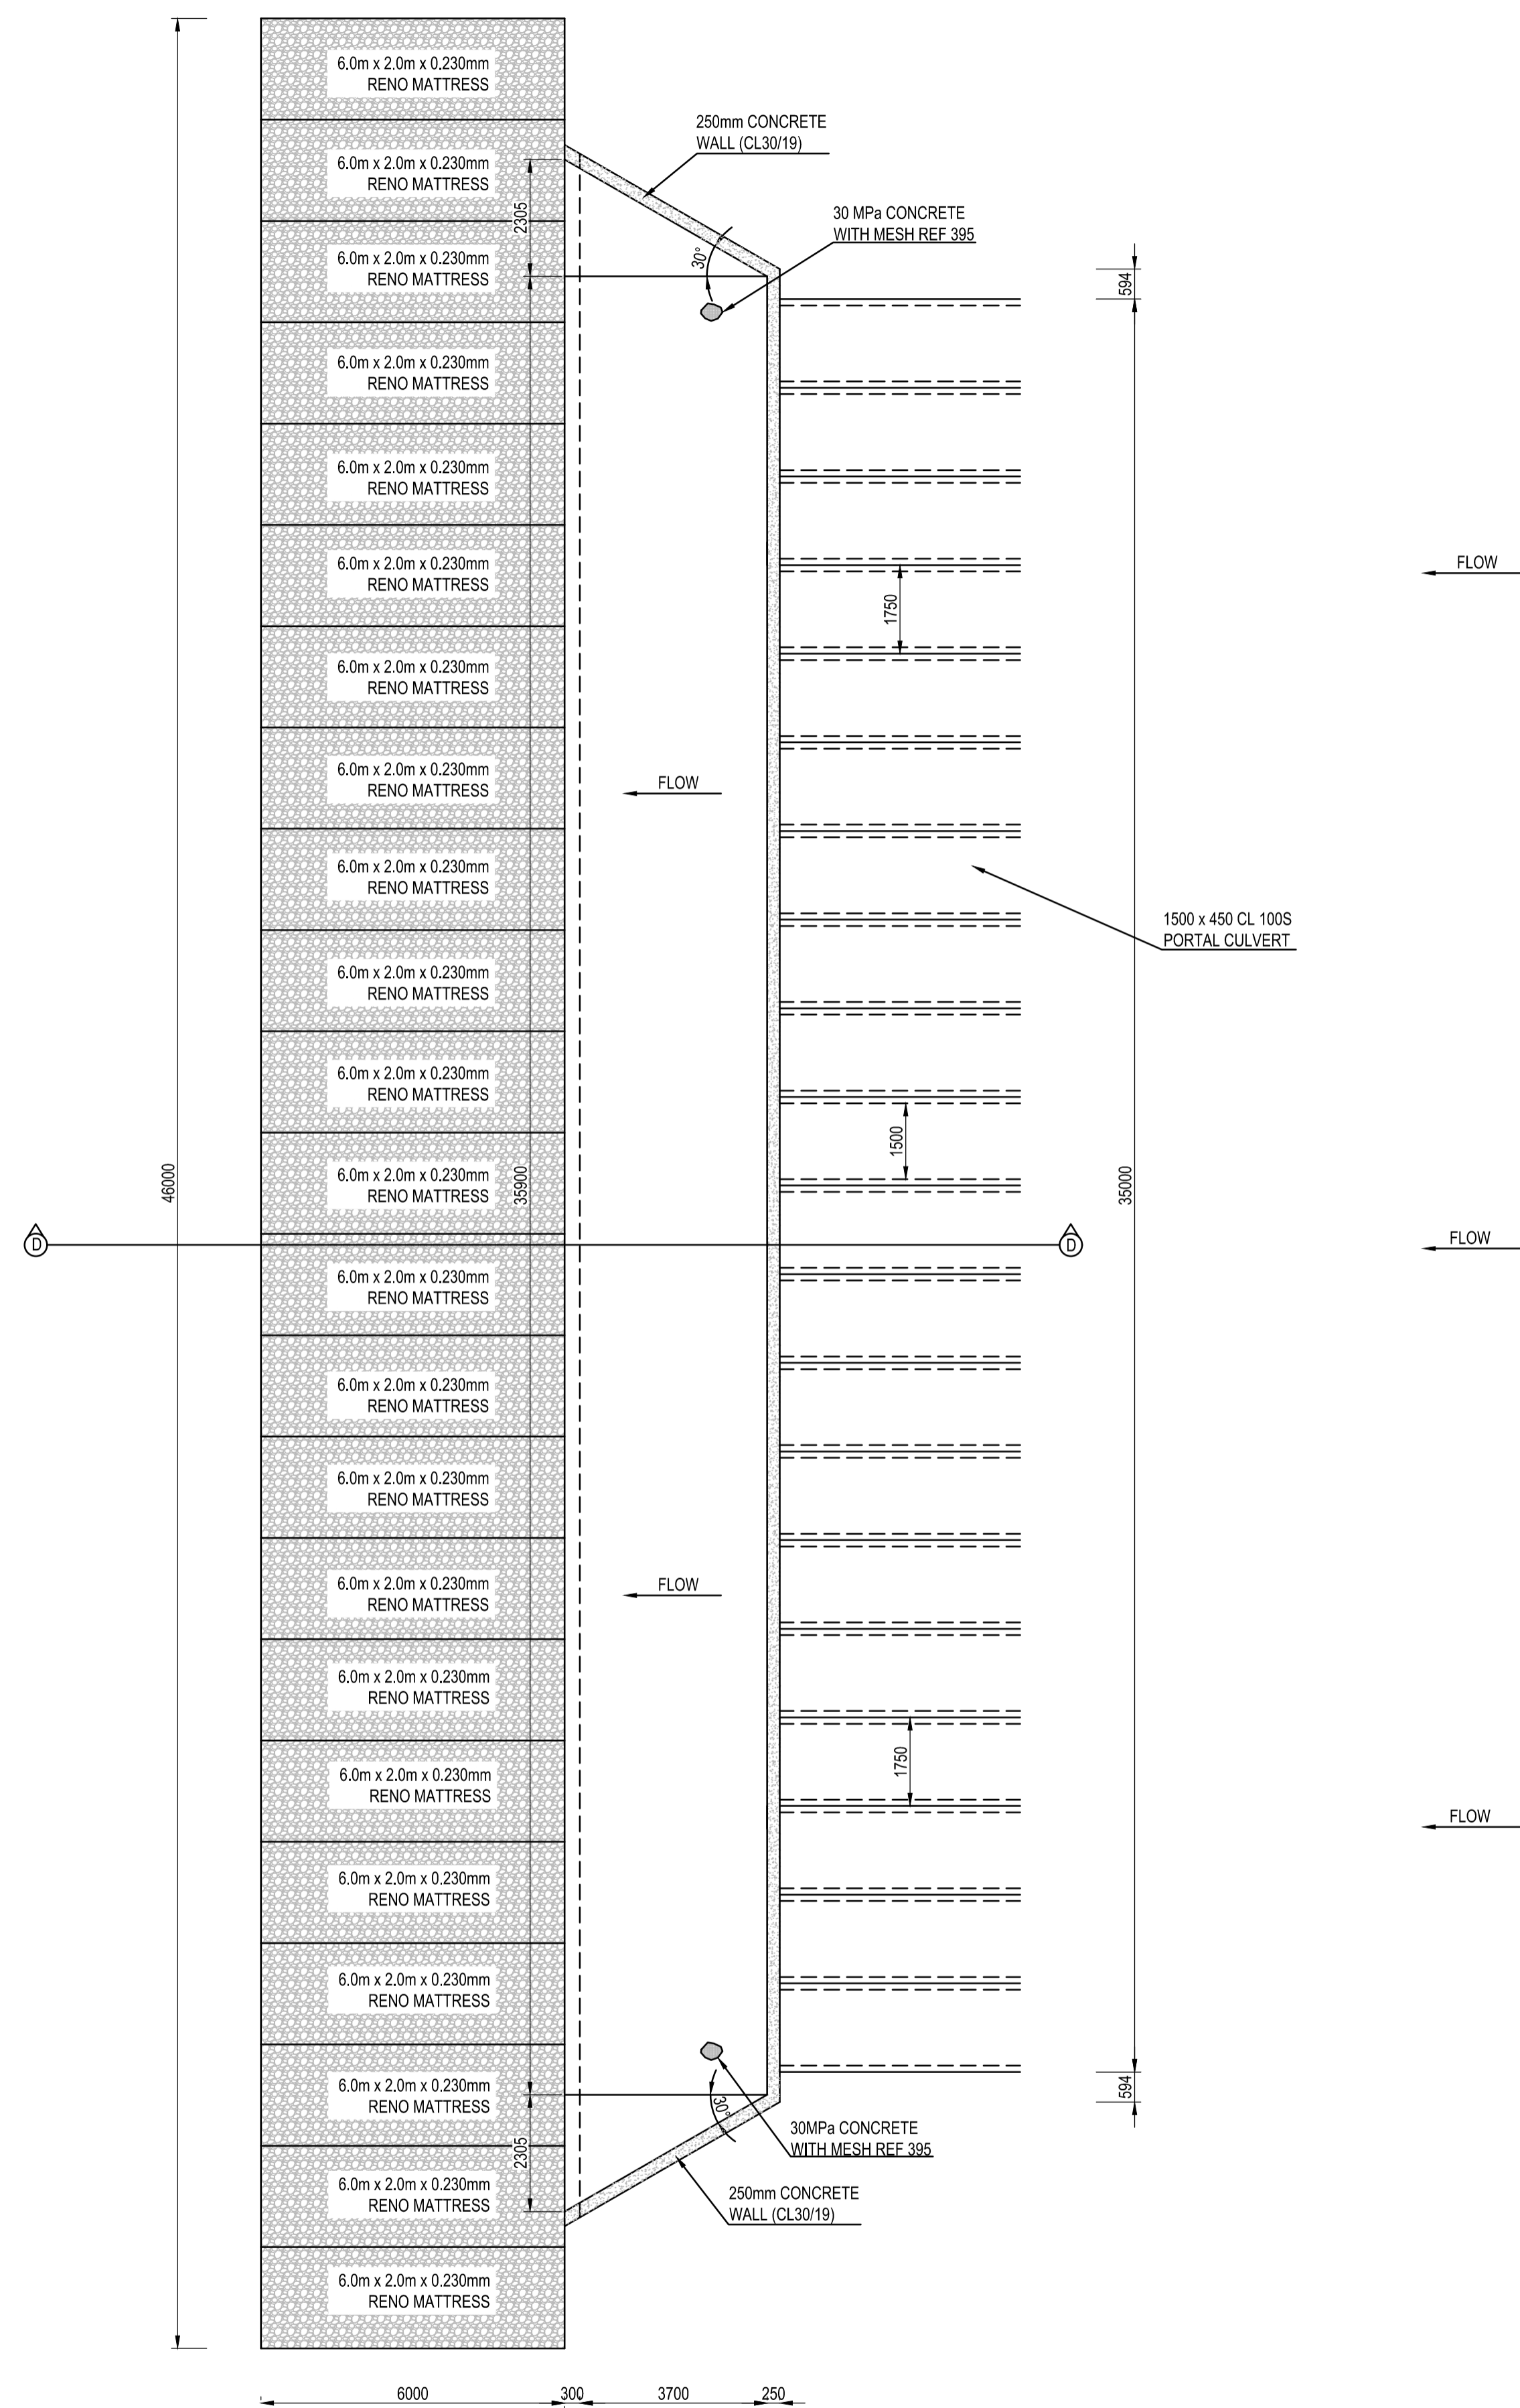 6.0m x 2.0m x 0.230mm
RENO MATTRESS
250mm CONCRETE
WALL (CL30/19)
6.0m x 2.0m x 0.230mm
RENO MATTRESS
2305
30 MPa CONCRETE
WITH MESH REF 395
6.0m x 2.0m x 0.230mm
RENO MATTRESS
30°
594
6.0m x 2.0m x 0.230mm
RENO MATTRESS
6.0m x 2.0m x 0.230mm
RENO MATTRESS
6.0m x 2.0m x 0.230mm
RENO MATTRESS
FLOW
1750
6.0m x 2.0m x 0.230mm
RENO MATTRESS
6.0m x 2.0m x 0.230mm
RENO MATTRESS
FLOW
6.0m x 2.0m x 0.230mm
RENO MATTRESS
1500 x 450 CL 100S
PORTAL CULVERT
6.0m x 2.0m x 0.230mm
RENO MATTRESS
6.0m x 2.0m x 0.230mm
RENO MATTRESS
1500
6.0m x 2.0m x 0.230mm
RENO MATTRESS
46000
35900
35000
D
D
FLOW
6.0m x 2.0m x 0.230mm
RENO MATTRESS
6.0m x 2.0m x 0.230mm
RENO MATTRESS
6.0m x 2.0m x 0.230mm
RENO MATTRESS
6.0m x 2.0m x 0.230mm
RENO MATTRESS
FLOW
6.0m x 2.0m x 0.230mm
RENO MATTRESS
1750
6.0m x 2.0m x 0.230mm
RENO MATTRESS
FLOW
6.0m x 2.0m x 0.230mm
RENO MATTRESS
6.0m x 2.0m x 0.230mm
RENO MATTRESS
6.0m x 2.0m x 0.230mm
RENO MATTRESS
594
30°
30MPa CONCRETE
WITH MESH REF 395
2305
6.0m x 2.0m x 0.230mm
RENO MATTRESS
250mm CONCRETE
WALL (CL30/19)
6.0m x 2.0m x 0.230mm
RENO MATTRESS
6000
300
3700
250